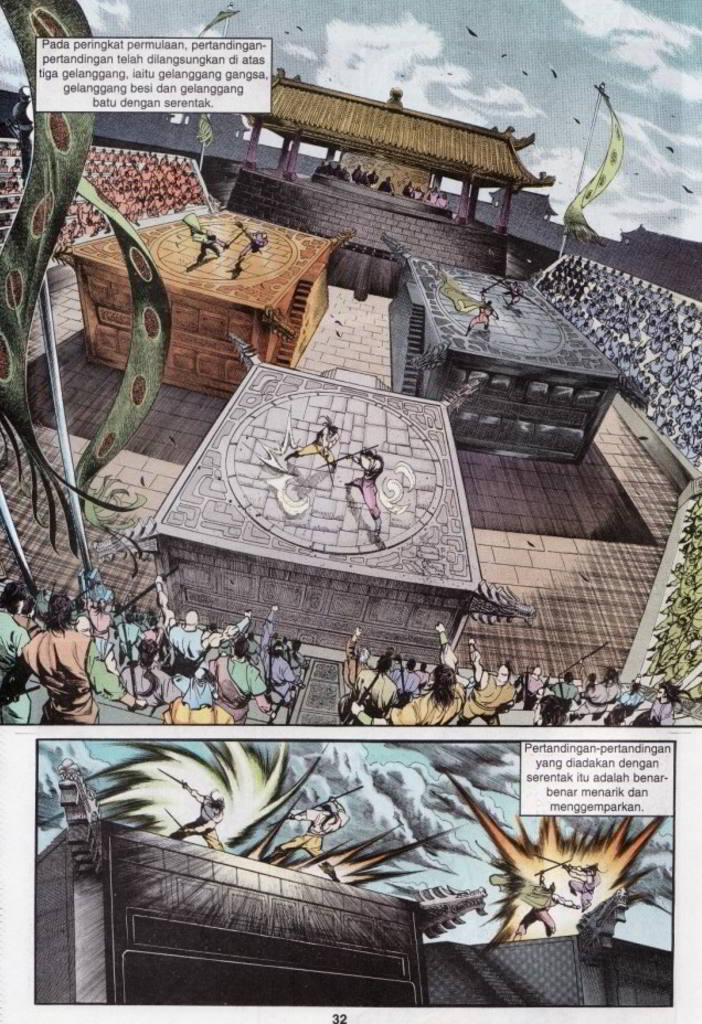 Pada peringkat permulaan, pertandingan-
pertandingan telah dilangsungkan di atas
tiga gelanggang, iaitu gelanggang gangsa,
gelanggang besi dan gelanggang
batu dengan serentak.
Pertandingan-pertandingan
yang diadakan dengan
serentak itu adalah benar-
benar menarik dan
menggemparkan.
32